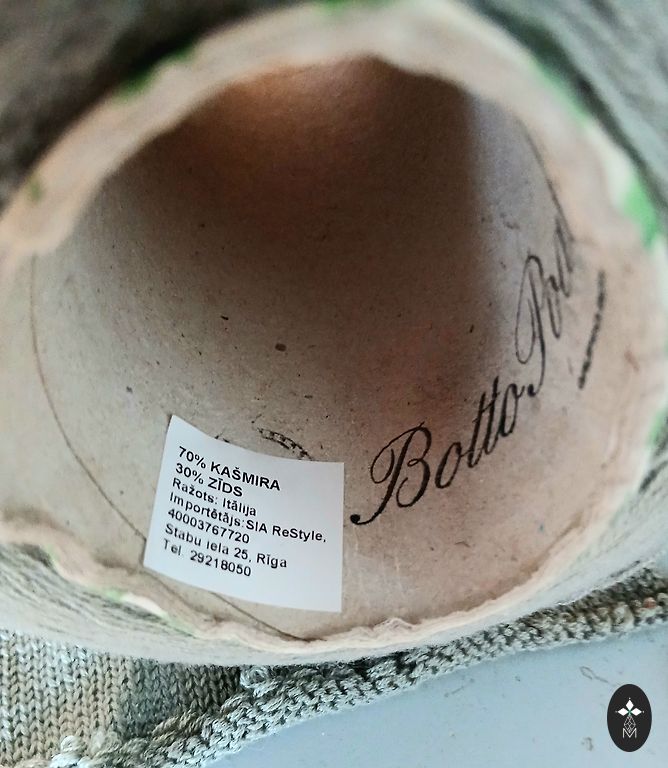 70% KAŠMIRA
30% ZĪDS
Ražots: Itālija
Importētājs:SIA ReStyle,
40003767720
Stabu iela 25, Rīga
Tel. 29218050
Botto